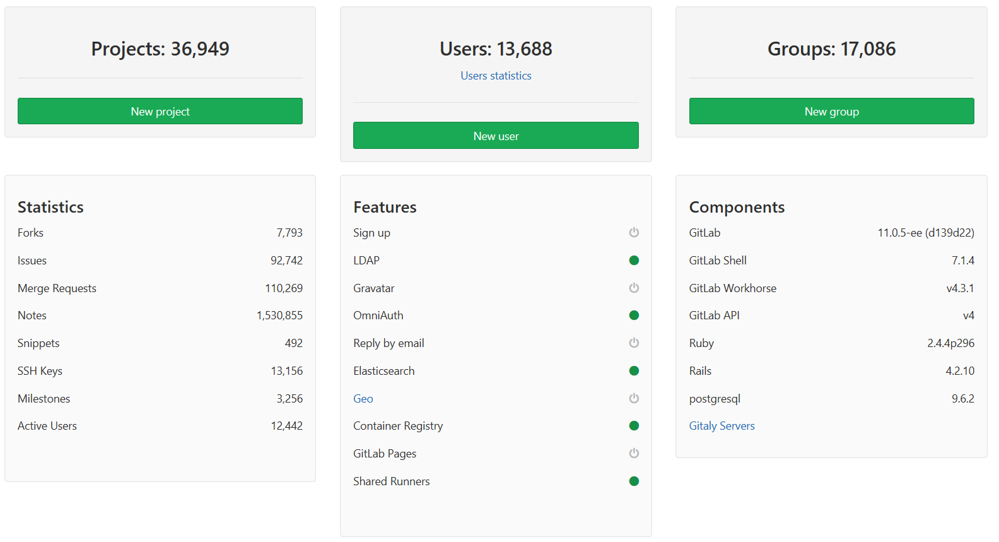 Projects: 36,949
New project
Users: 13,688
Users statistics
New user
Groups: 17,086
New group
Statistics
Forks 7,793
Issues 92,742
Merge Requests 110,269
Notes 1,530,855
Snippets 492
SSH Keys 13,156
Milestones 3,256
Active Users 12,442
Features
Sign up
LDAP
Gravatar
OmniAuth
Reply by email
Elasticsearch
Geo
Container Registry
GitLab Pages
Shared Runners
Components
GitLab 11.0.5-ee (d139d22)
GitLab Shell 7.1.4
GitLab Workhorse v4.3.1
GitLab API v4
Ruby 2.4.4p296
Rails 4.2.10
postgresql 9.6.2
Gitaly Servers